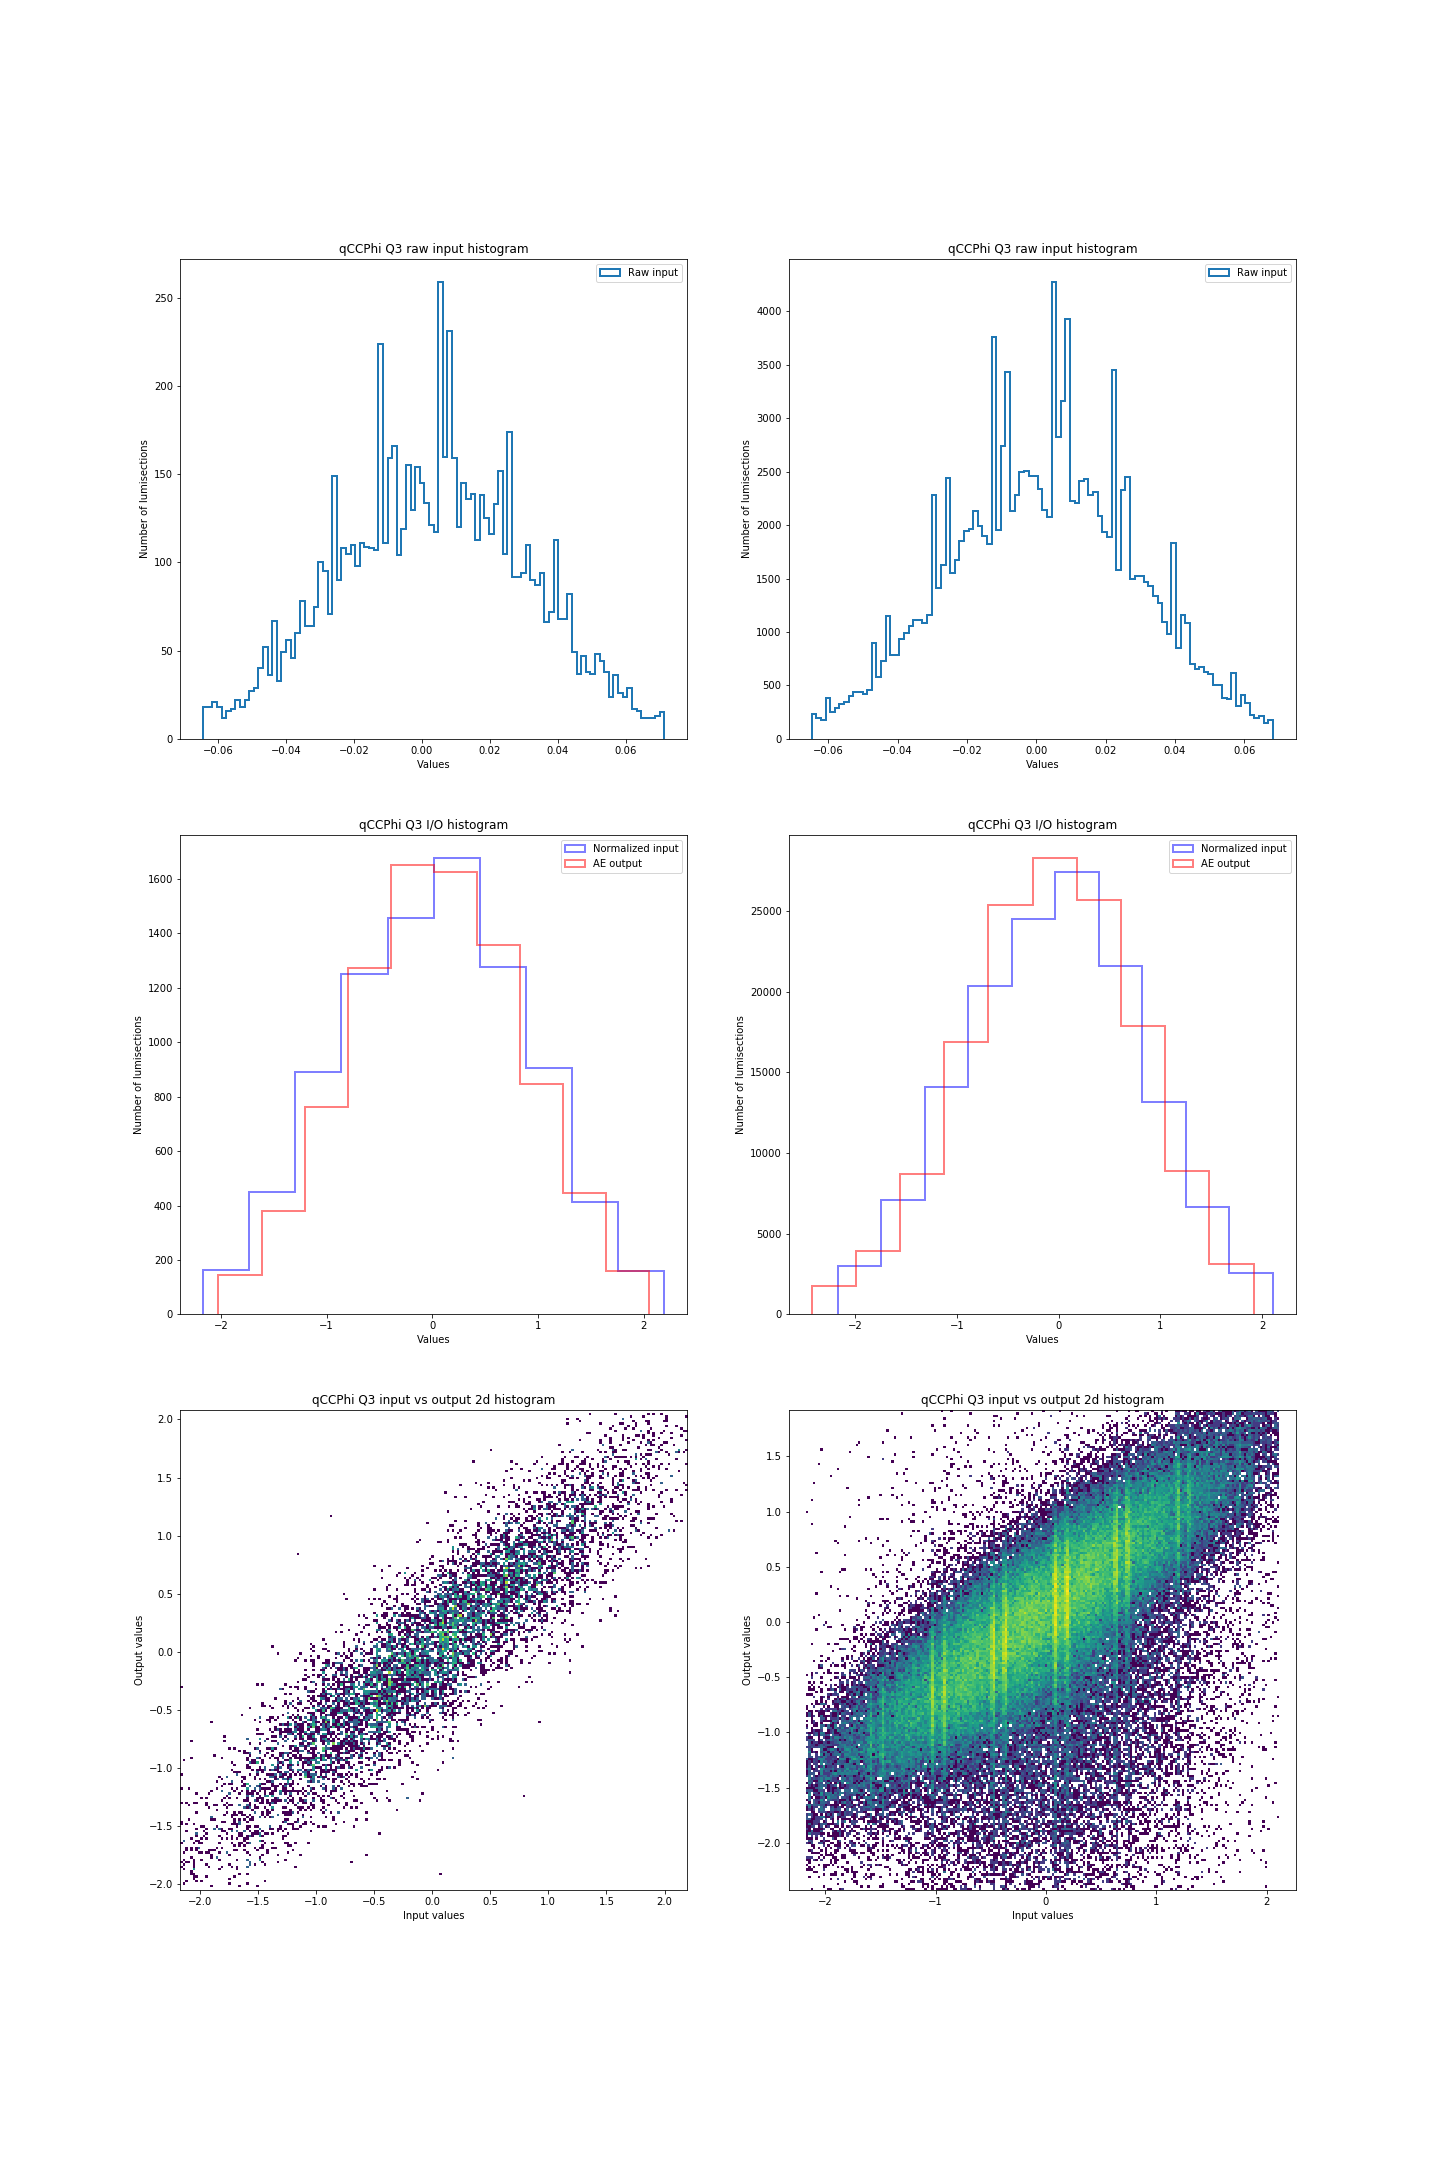 qCCPhi Q3 raw input histogram
Raw input
250
200
150
100
50
0
Number of lumisections
−0.06 −0.04 −0.02 0.00 0.02 0.04 0.06
Values
qCCPhi Q3 raw input histogram
Raw input
4000
3500
3000
2500
2000
1500
1000
500
0
Number of lumisections
−0.06 −0.04 −0.02 0.00 0.02 0.04 0.06
Values
qCCPhi Q3 I/O histogram
Normalized input
AE output
1600
1400
1200
1000
800
600
400
200
0
Number of lumisections
−2 −1 0 1 2
Values
qCCPhi Q3 I/O histogram
Normalized input
AE output
25000
20000
15000
10000
5000
0
Number of lumisections
−2 −1 0 1 2
Values
qCCPhi Q3 input vs output 2d histogram
2.0
1.5
1.0
0.5
0.0
−0.5
−1.0
−1.5
−2.0
Output values
−2.0 −1.5 −1.0 −0.5 0.0 0.5 1.0 1.5 2.0
Input values
qCCPhi Q3 input vs output 2d histogram
1.5
1.0
0.5
0.0
−0.5
−1.0
−1.5
−2.0
Output values
−2 −1 0 1 2
Input values